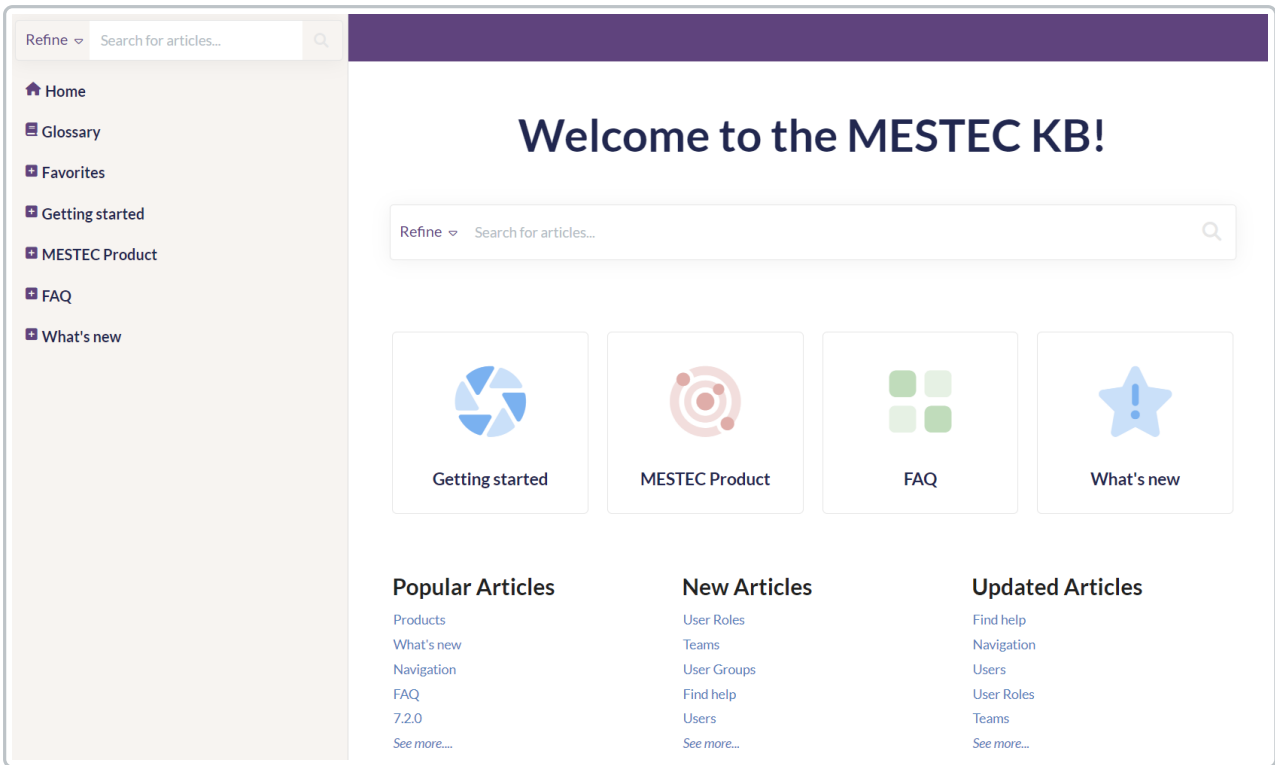 Refine Search for articles...
Home
Glossary
Favorites
Getting started
MESTEC Product
FAQ
What's new
Welcome to the MESTEC KB!
Refine Search for articles...
Getting started
MESTEC Product
FAQ
What's new
Popular Articles
Products
What's new
Navigation
FAQ
7.2.0
See more....
New Articles
User Roles
Teams
User Groups
Find help
Users
See more...
Updated Articles
Find help
Navigation
Users
User Roles
Teams
See more...